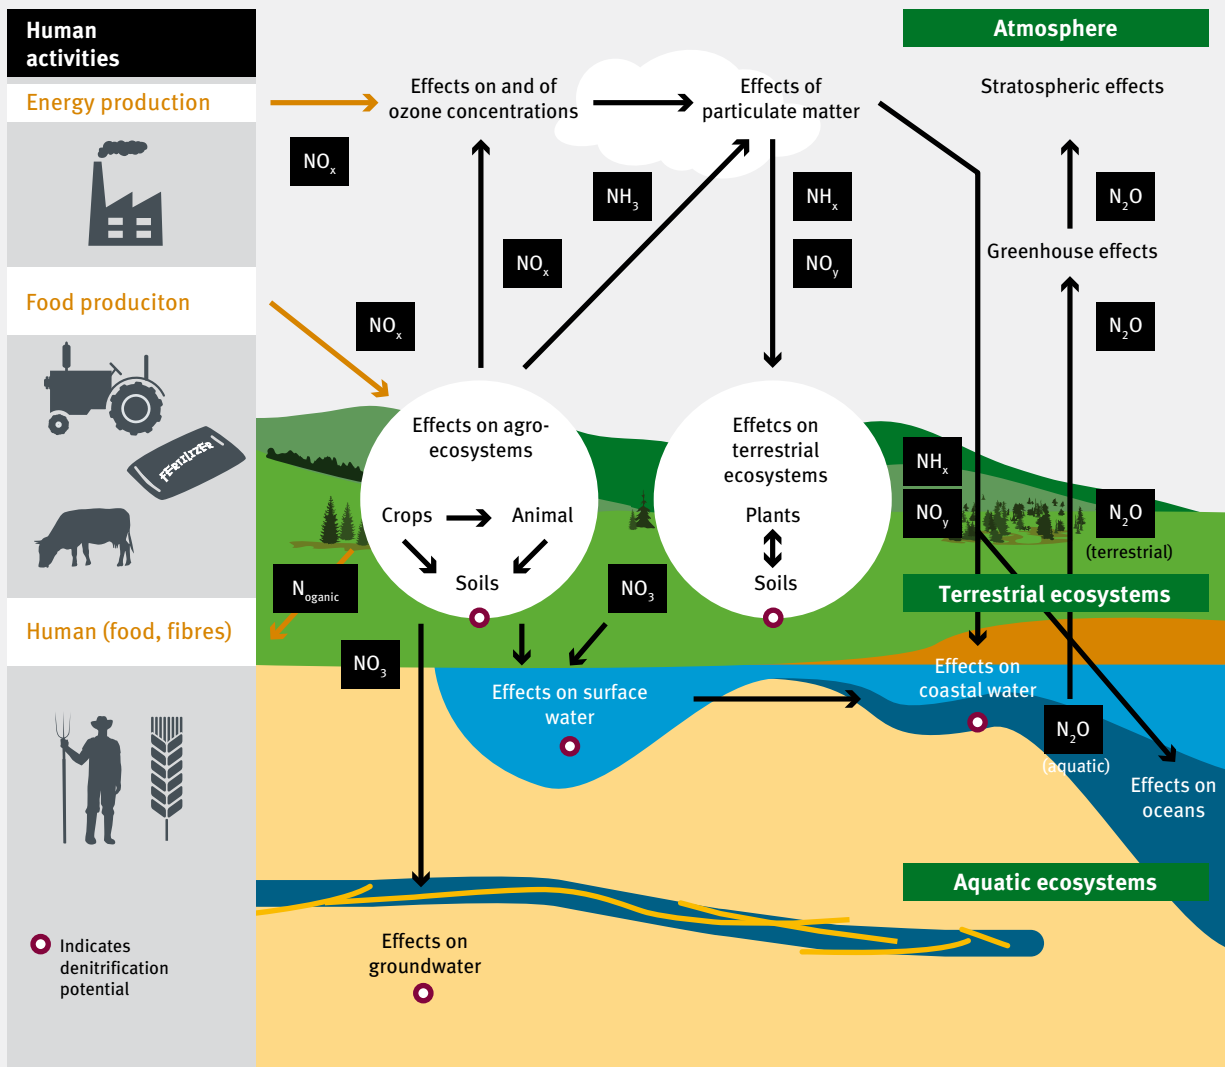 Human
activities
Energy production
Food produciton
FERTILIZER
Human (food, fibres)
Indicates
denitrification
potential
Atmosphere
Effects on and of
ozone concentrations
Effects of
particulate matter
Stratospheric effects
NOx
NH3
NHx
N2O
NOx
NOy
Greenhouse effects
NOx
N2O
Effects on agro-
ecosystems
Crops
Animal
Soils
Effetcs on
terrestrial
ecosystems
Plants
Soils
NHx
NOy
N2O
(terrestrial)
Noganic
NO3
Terrestrial ecosystems
NO3
Effects on surface
water
Effects on
coastal water
N2O
(aquatic)
Effects on
oceans
Aquatic ecosystems
Effects on
groundwater